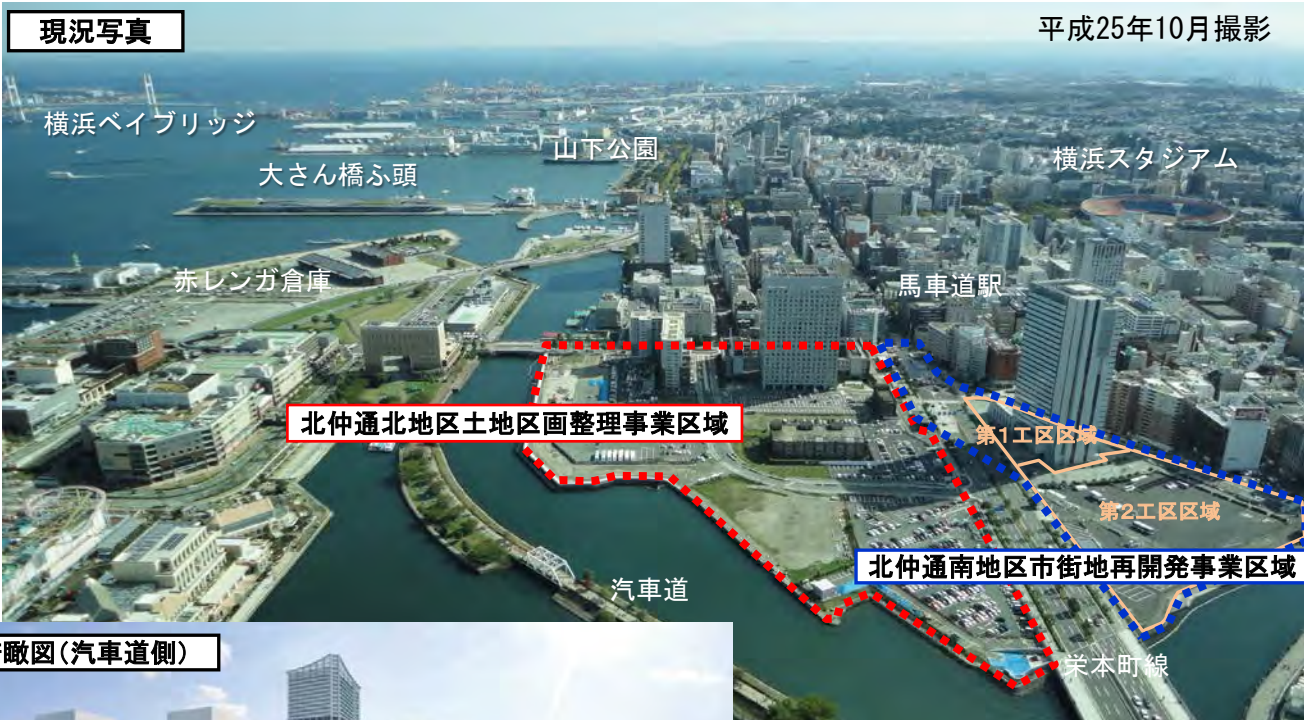 現況写真
平成25年10月撮影
横浜ベイブリッジ
山下公園
横浜スタジアム
大さん橋ふ頭
赤レンガ倉庫
馬車道駅
北仲通北地区土地区画整理事業区域
第1工区区域
第2工区区域
北仲通南地区市街地再開発事業区域
汽車道
栄本町線
瞰図(汽車道側)